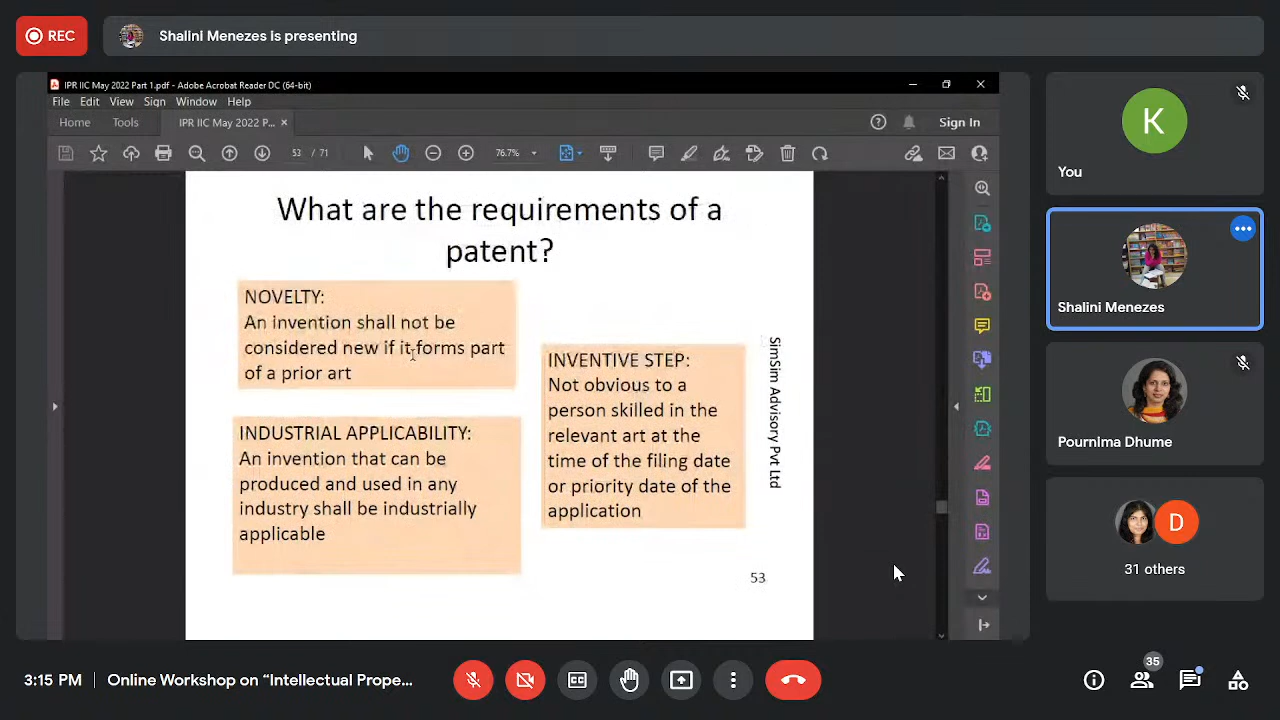 REC
Shalini Menezes is presenting
IPR IIC May 2022 Part 1.pdf - Adobe Acrobat Reader DC (64-bit)
File Edit View Sign Window Help
Home Tools IPR IIC May 2022 P... × Sign In
53 / 71 76.7%
What are the requirements of a
patent?
NOVELTY:
An invention shall not be
considered new if it forms part
of a prior art
INDUSTRIAL APPLICABILITY:
An invention that can be
produced and used in any
industry shall be industrially
applicable
INVENTIVE STEP:
Not obvious to a
person skilled in the
relevant art at the
time of the filing date
or priority date of the
application
SimSim Advisory Pvt Ltd
53
K
You
Shalini Menezes
Pournima Dhume
D
31 others
3:15 PM | Online Workshop on “Intellectual Prope...
35